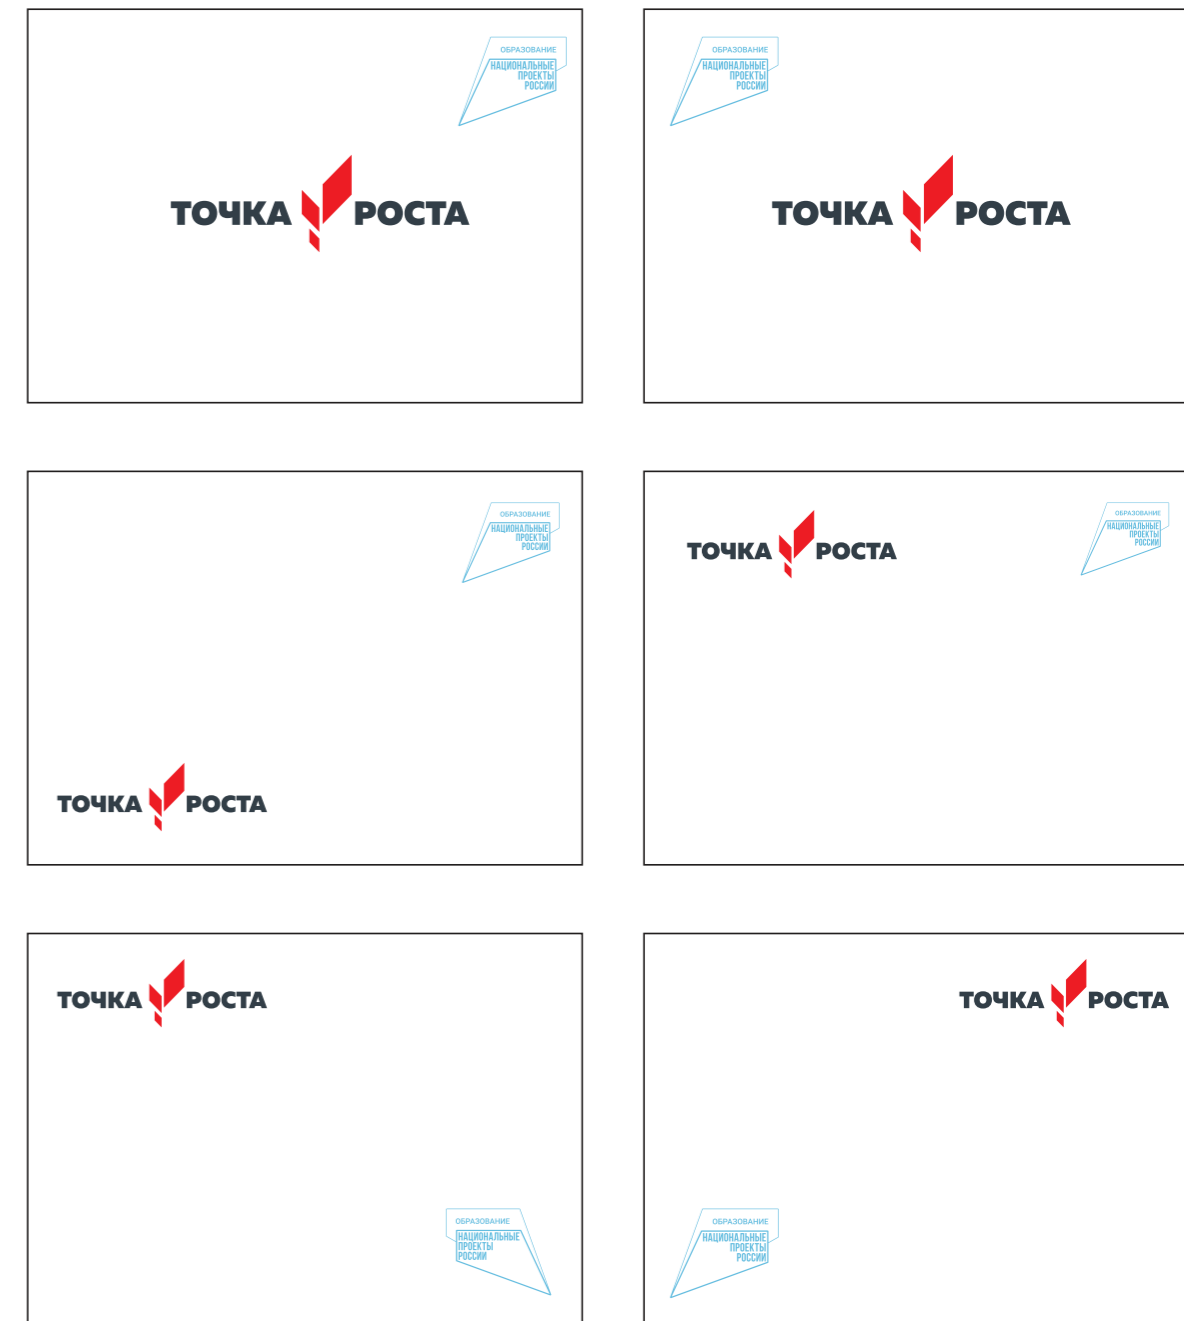 ОБРАЗОВАНИЕ
НАЦИОНАЛЬНЫЕ
ПРОЕКТЫ
РОССИИ
ТОЧКА РОСТА
ОБРАЗОВАНИЕ
НАЦИОНАЛЬНЫЕ
ПРОЕКТЫ
РОССИИ
ТОЧКА РОСТА
ОБРАЗОВАНИЕ
НАЦИОНАЛЬНЫЕ
ПРОЕКТЫ
РОССИИ
ТОЧКА РОСТА
ТОЧКА РОСТА
ОБРАЗОВАНИЕ
НАЦИОНАЛЬНЫЕ
ПРОЕКТЫ
РОССИИ
ТОЧКА РОСТА
ОБРАЗОВАНИЕ
НАЦИОНАЛЬНЫЕ
ПРОЕКТЫ
РОССИИ
ТОЧКА РОСТА
ОБРАЗОВАНИЕ
НАЦИОНАЛЬНЫЕ
ПРОЕКТЫ
РОССИИ